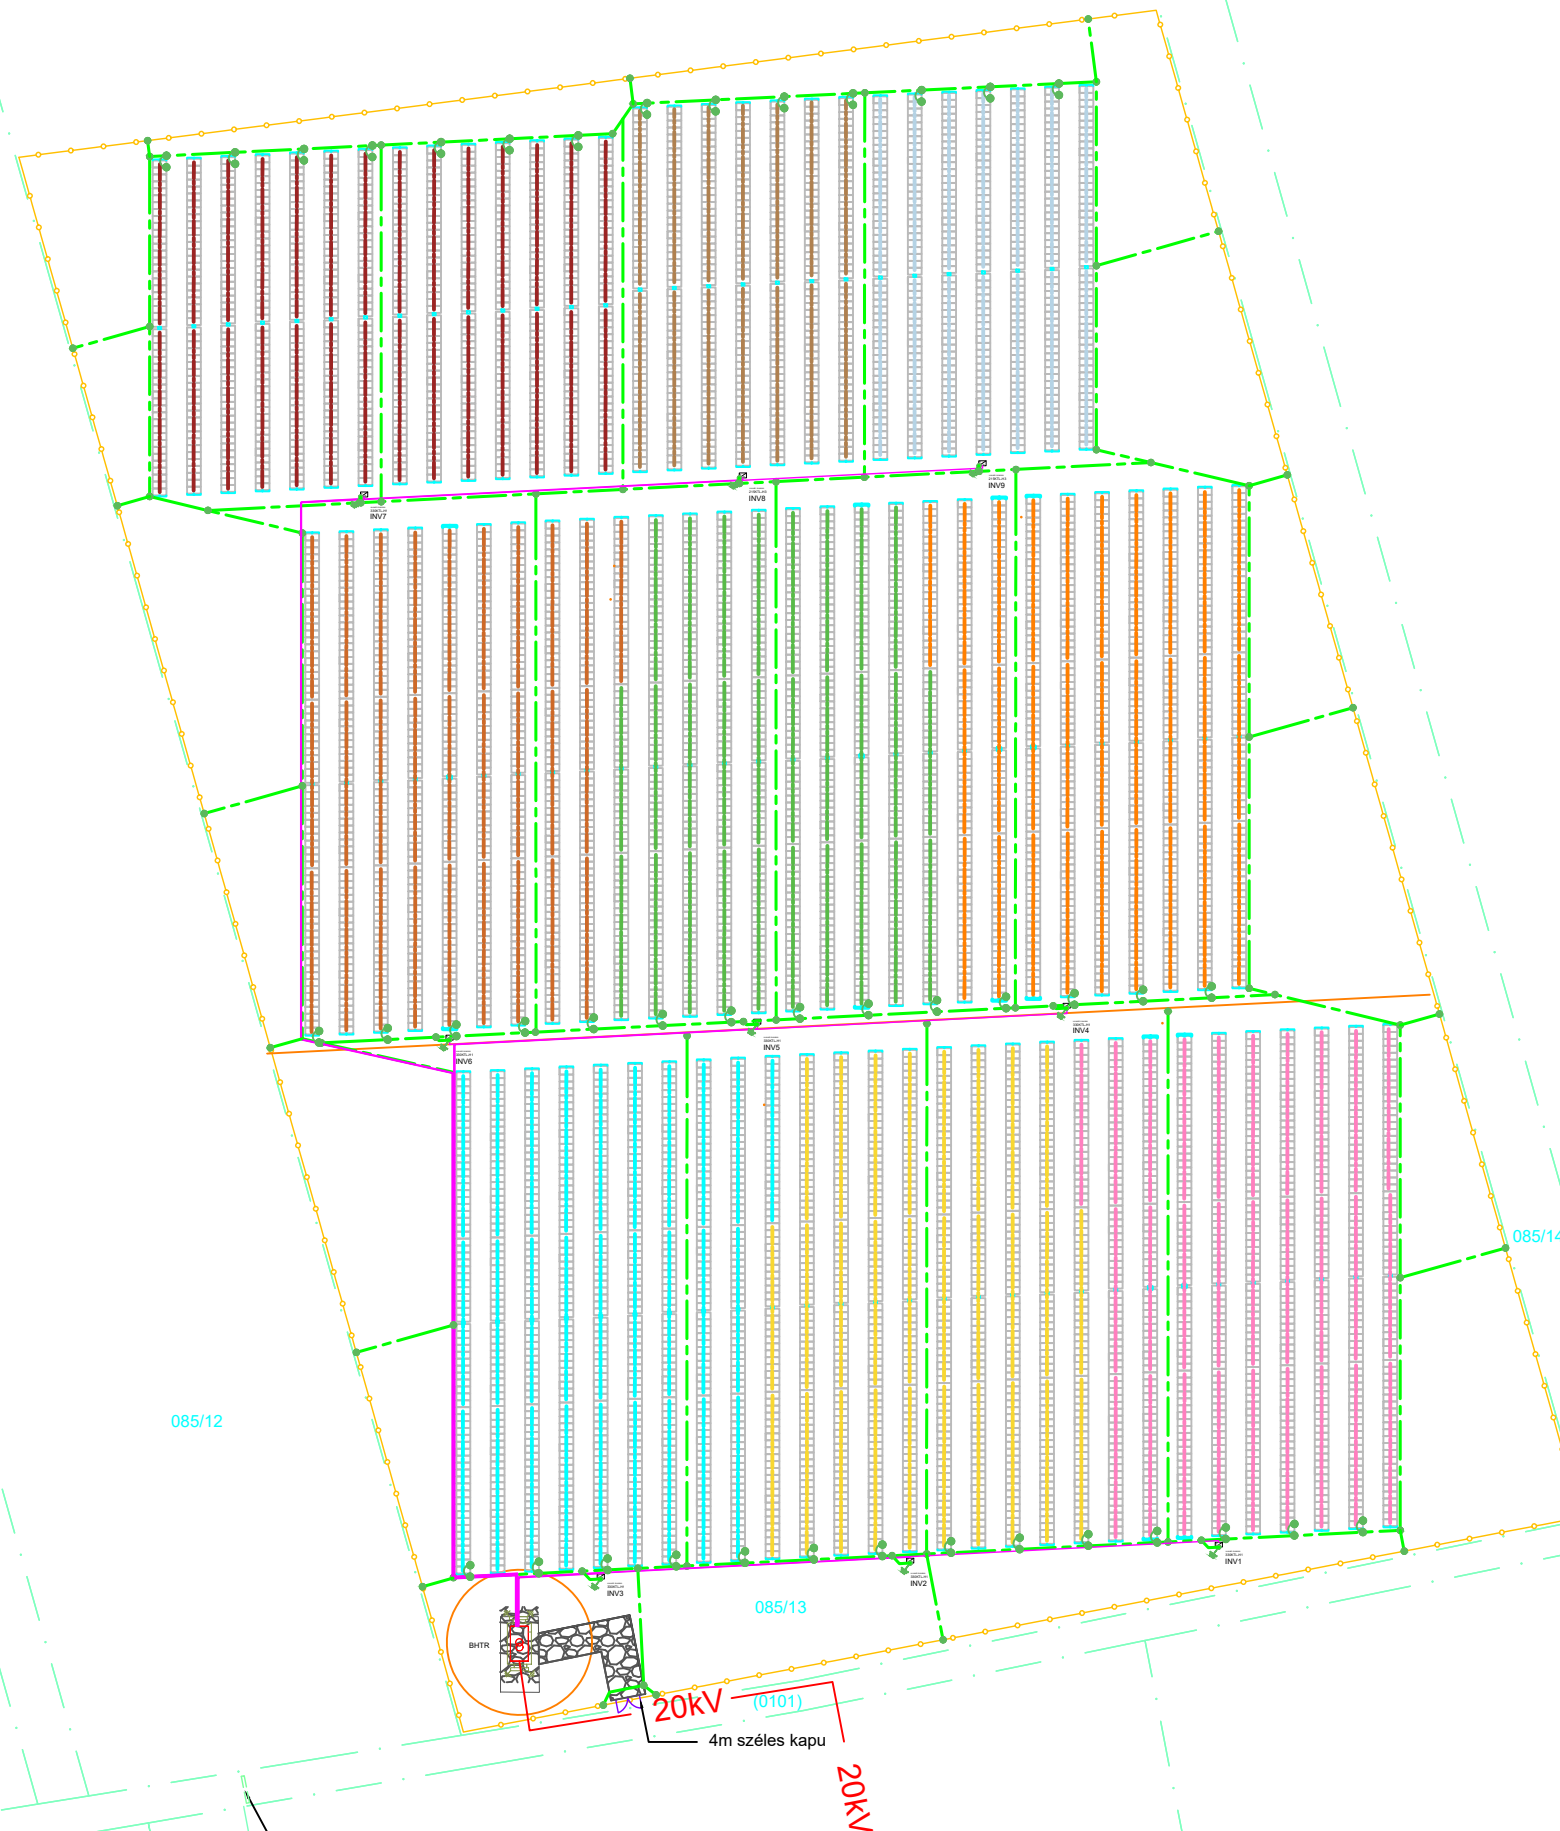 INV7
INV8
INV9
INV6
INV5
INV4
085/14
085/12
INV3
INV2
INV1
085/13
BHTR
20kV
(0101)
4m széles kapu
20kV